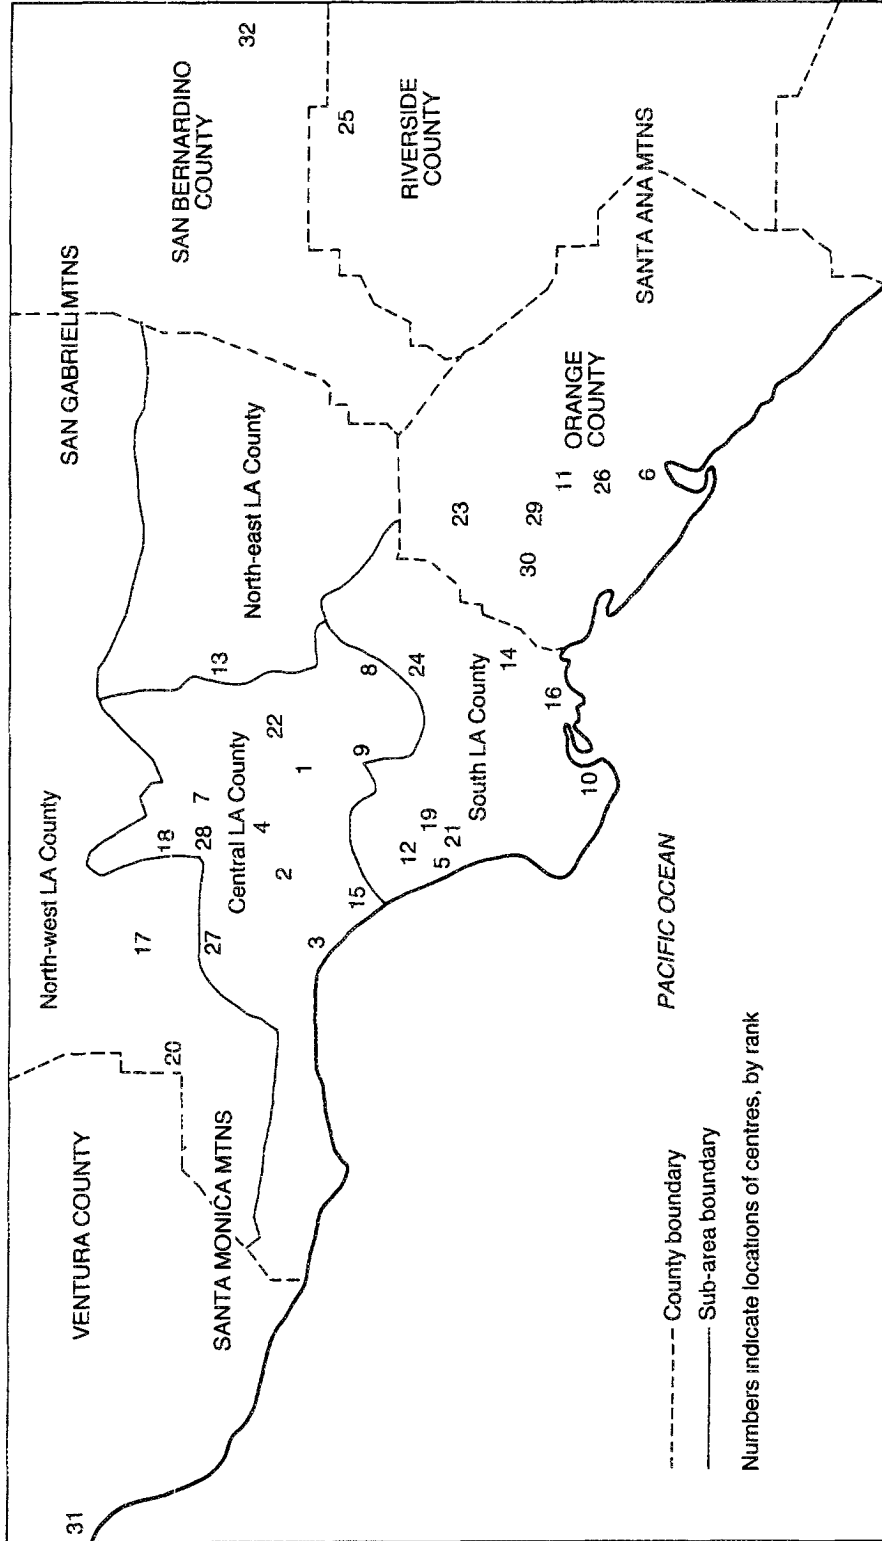 SAN GABRIEL MTNS
SAN BERNARDINO
COUNTY
32
31
VENTURA COUNTY
North-west LA County
17
18
20
27
28
7
13
North-east LA County
25
RIVERSIDE
COUNTY
SANTA MONICA MTNS
Central LA County
4
2
22
1
3
15
9
8
12
19
5
21
24
South LA County
14
23
16
10
30
29
11
26
6
ORANGE
COUNTY
SANTA ANA MTNS
PACIFIC OCEAN
County boundary
Sub-area boundary
Numbers indicate locations of centres, by rank